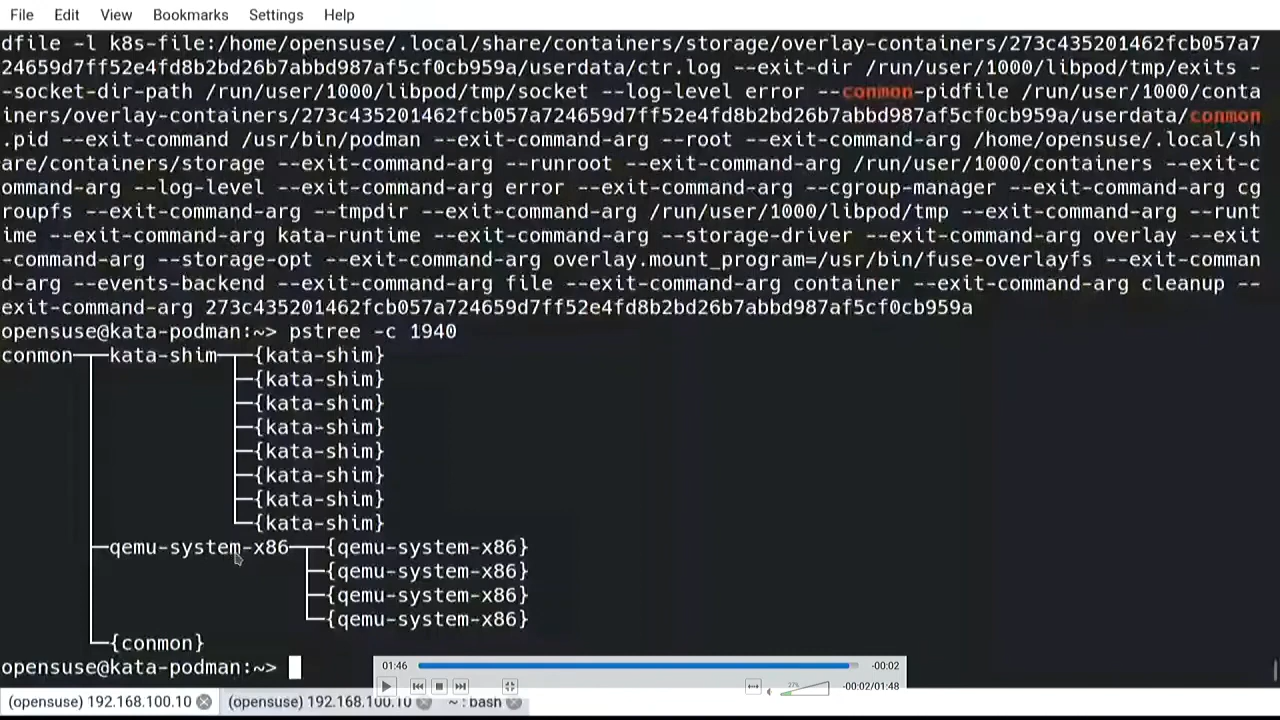 File Edit View Bookmarks Settings Help
dfile -l k8s-file:/home/opensuse/.local/share/containers/storage/overlay-containers/273c435201462fcb057a7
24659d7ff52e4fd8b2bd26b7abbd987af5cf0cb959a/userdata/ctr.log --exit-dir /run/user/1000/libpod/tmp/exits -
-socket-dir-path /run/user/1000/libpod/tmp/socket --log-level error --conmon-pidfile /run/user/1000/conta
iners/overlay-containers/273c435201462fcb057a724659d7ff52e4fd8b2bd26b7abbd987af5cf0cb959a/userdata/conmon
.pid --exit-command /usr/bin/podman --exit-command-arg --root --exit-command-arg /home/opensuse/.local/sh
are/containers/storage --exit-command-arg --runroot --exit-command-arg /run/user/1000/containers --exit-c
ommand-arg --log-level --exit-command-arg error --exit-command-arg --cgroup-manager --exit-command-arg cg
roupfs --exit-command-arg --tmpdir --exit-command-arg /run/user/1000/libpod/tmp --exit-command-arg --runt
ime --exit-command-arg kata-runtime --exit-command-arg --storage-driver --exit-command-arg overlay --exit
-command-arg --storage-opt --exit-command-arg overlay.mount_program=/usr/bin/fuse-overlayfs --exit-comman
d-arg --events-backend --exit-command-arg file --exit-command-arg container --exit-command-arg cleanup --
exit-command-arg 273c435201462fcb057a724659d7ff52e4fd8b2bd26b7abbd987af5cf0cb959a
opensuse@kata-podman:~> pstree -c 1940
conmon─┬─kata-shim─┬─{kata-shim}
├─{kata-shim}
├─{kata-shim}
├─{kata-shim}
├─{kata-shim}
├─{kata-shim}
├─{kata-shim}
└─{kata-shim}
├─qemu-system-x86─┬─{qemu-system-x86}
├─{qemu-system-x86}
├─{qemu-system-x86}
└─{qemu-system-x86}
└─{conmon}
opensuse@kata-podman:~>
01:46 -00:02
27% -00:02/01:48
(opensuse) 192.168.100.10 (opensuse) 192.168.100.10 ~ : bash